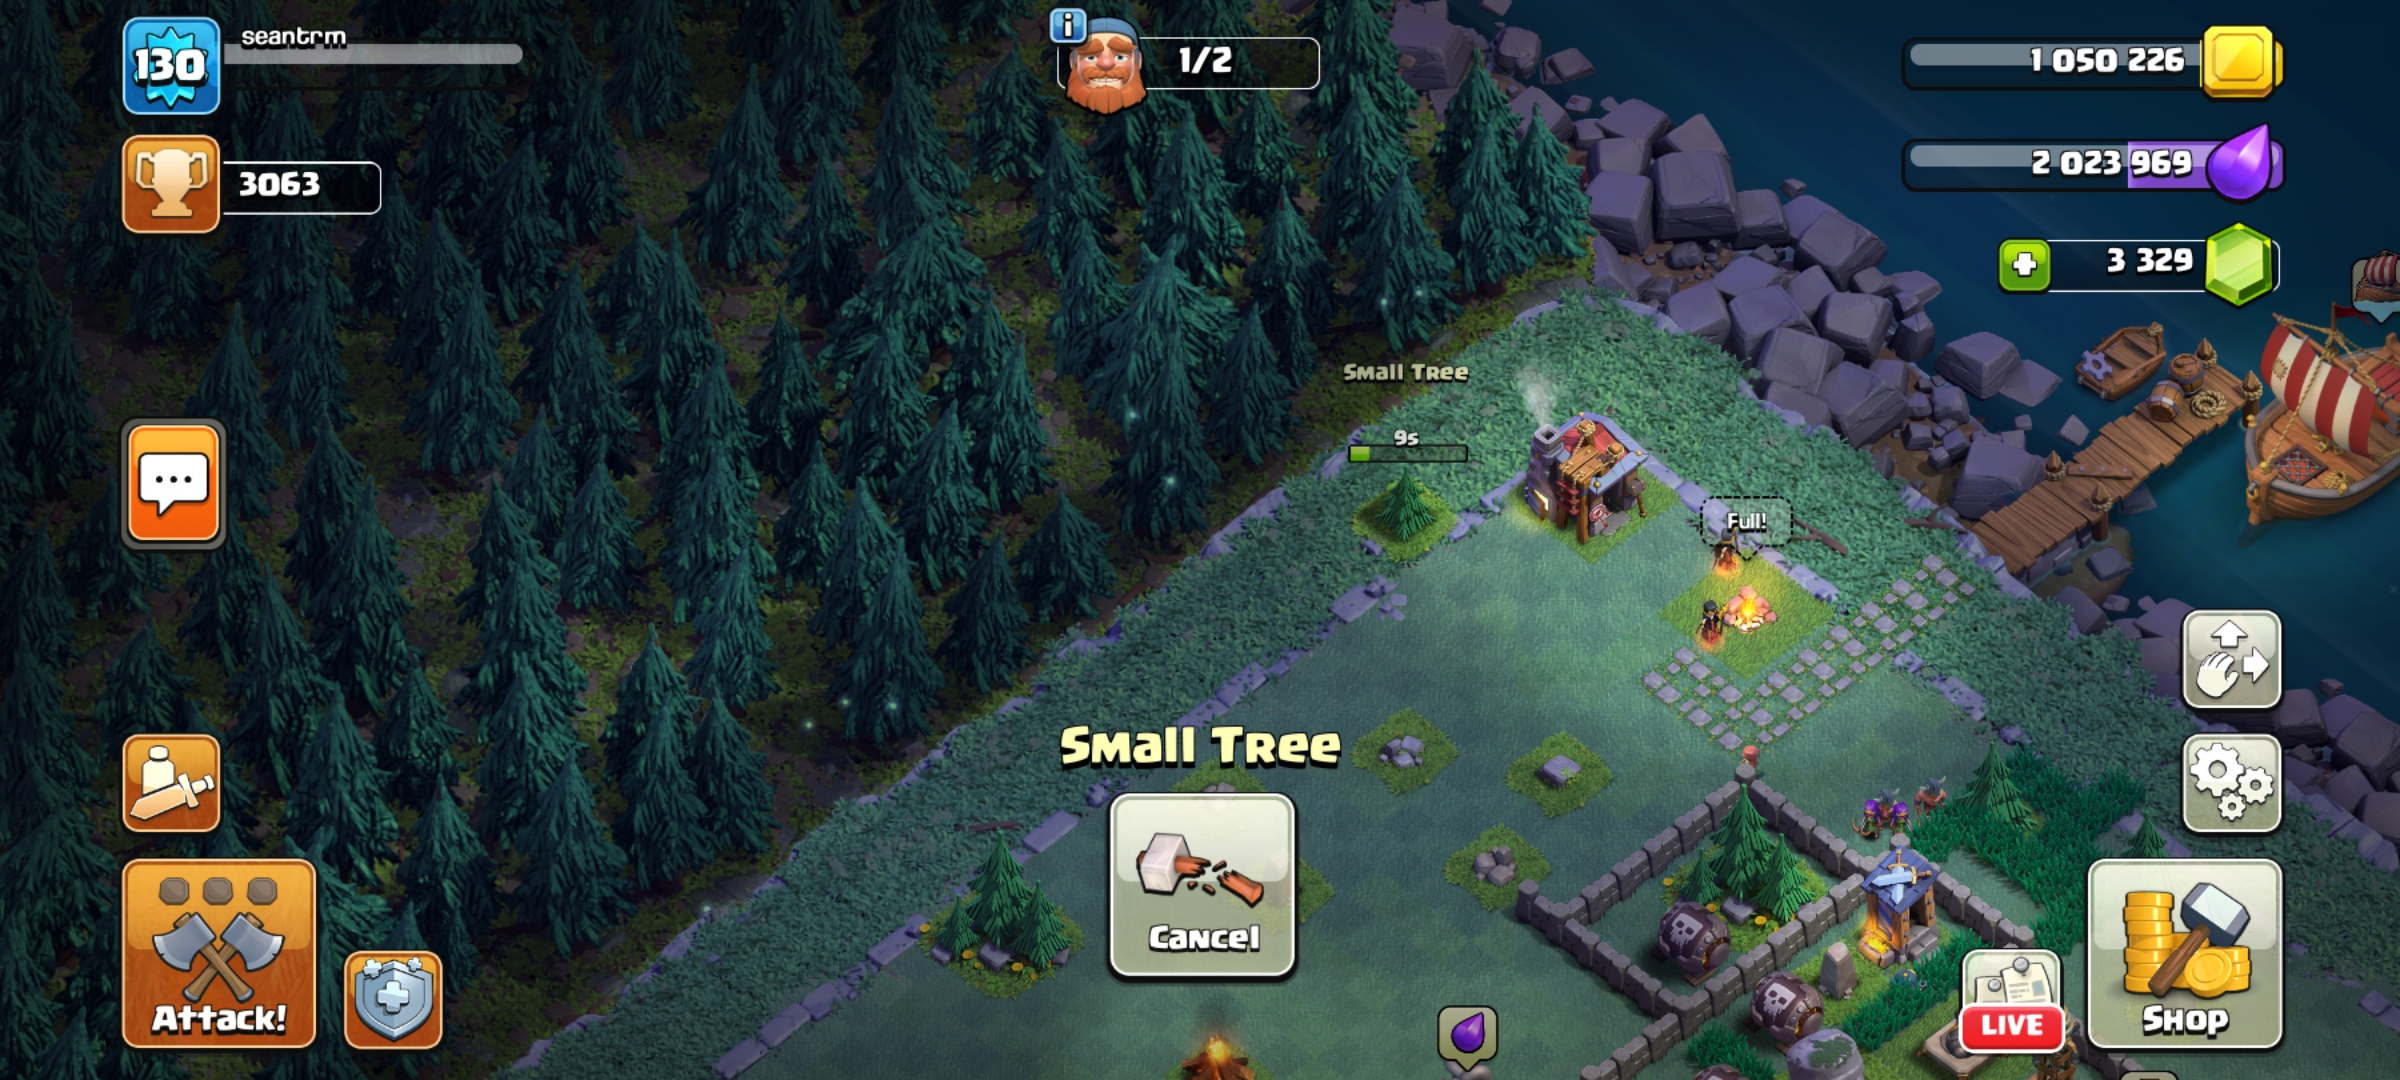 130
seantrm
1/2
1 050 226
3063
2 023 969
3 329
Small Tree
9s
Full!
Small Tree
Cancel
Attack!
LIVE
Shop